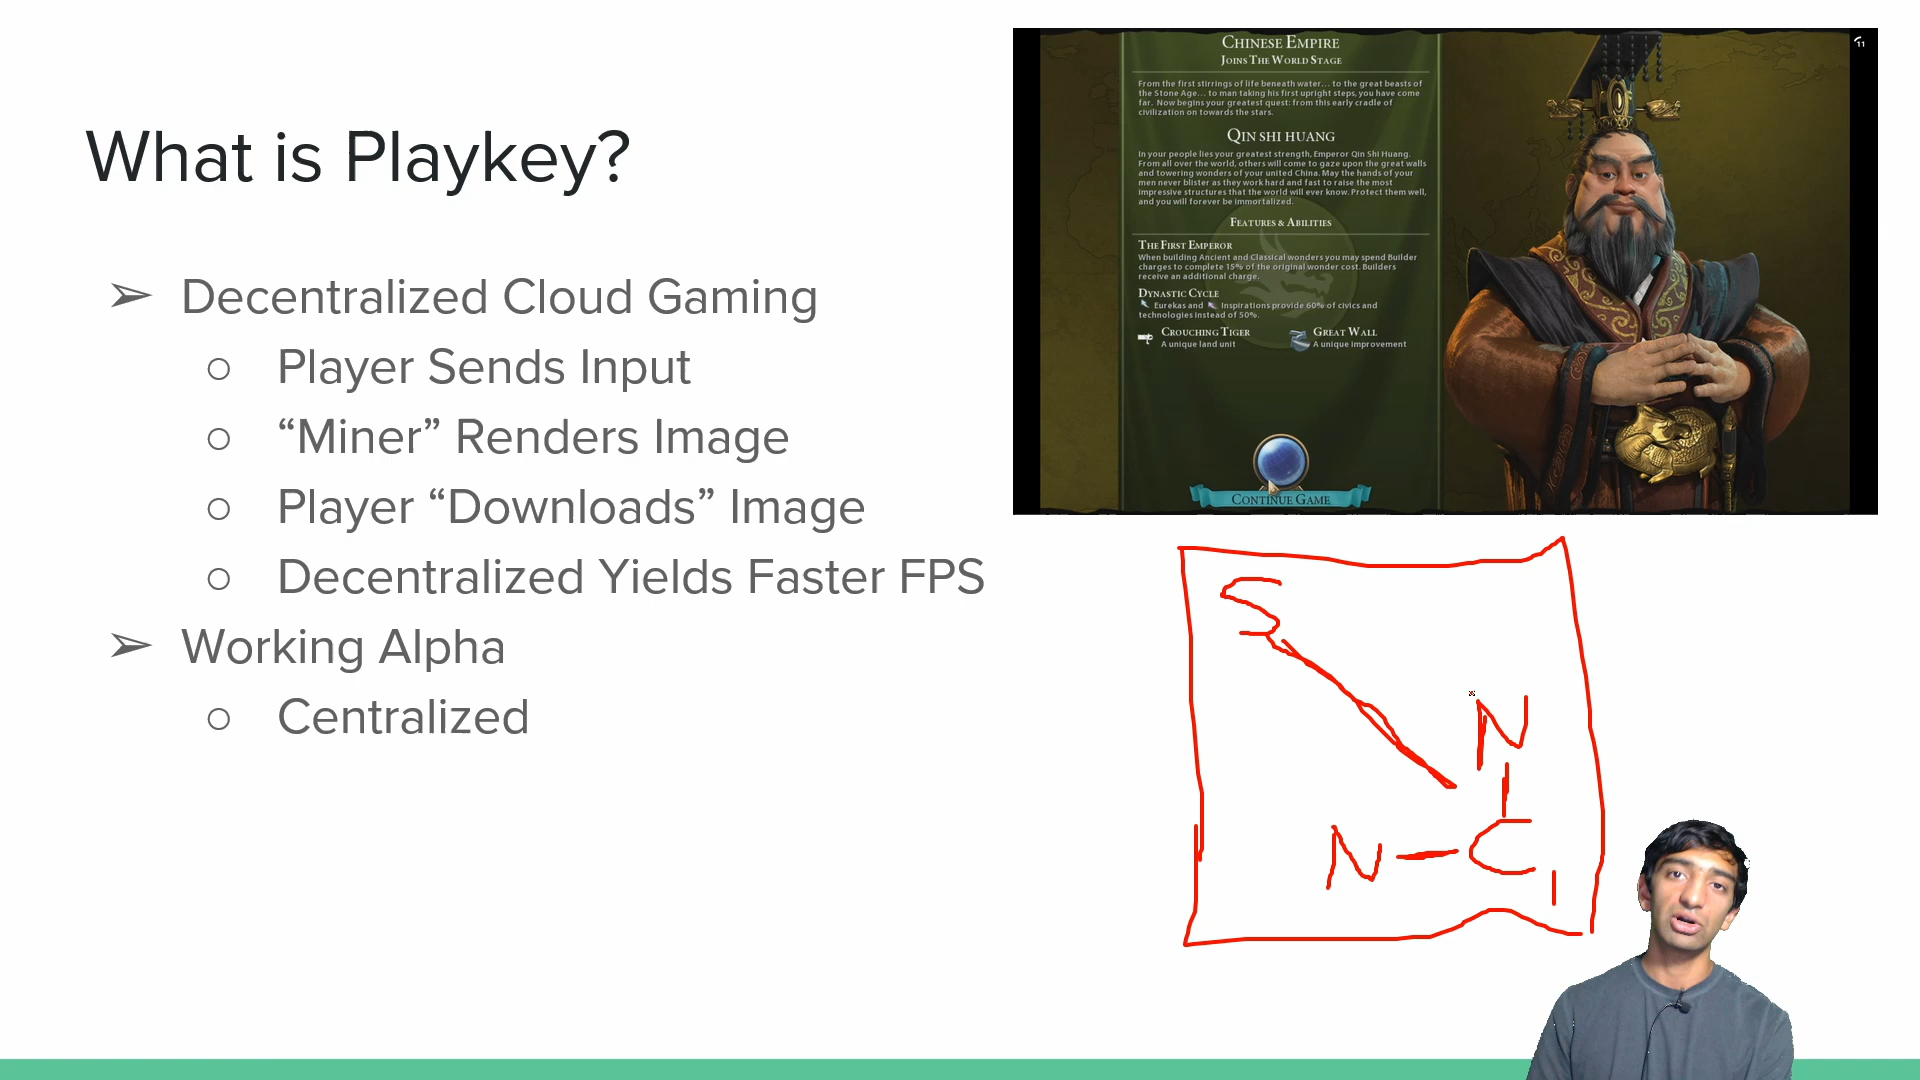 What is Playkey?
➢ Decentralized Cloud Gaming
○ Player Sends Input
○ “Miner” Renders Image
○ Player “Downloads” Image
○ Decentralized Yields Faster FPS
➢ Working Alpha
○ Centralized
CHINESE EMPIRE
JOINS THE WORLD STAGE
From the first stirrings of life beneath water... to the great beasts of
the Stone Age... to man taking his first upright steps, you have come
far. Now begins your greatest quest: from this early cradle of
civilization on towards the stars.
QIN SHI HUANG
In your people lies your greatest strength, Emperor Qin Shi Huang.
From all over the world, others will come to gaze upon the great walls
and towering wonders of your united China. May the hands of your
men never blister as they work hard and fast to raise the most
impressive structures that the world will ever know. Protect them well,
and you will forever be immortalized.
FEATURES & ABILITIES
THE FIRST EMPEROR
When building Ancient and Classical wonders you may spend Builder
charges to complete 15% of the original wonder cost. Builders
receive an additional charge.
DYNASTIC CYCLE
Eurekas and Inspirations provide 60% of civics and
technologies instead of 50%.
CROUCHING TIGER
A unique land unit
GREAT WALL
A unique improvement
CONTINUE GAME
11
S
N
N - C